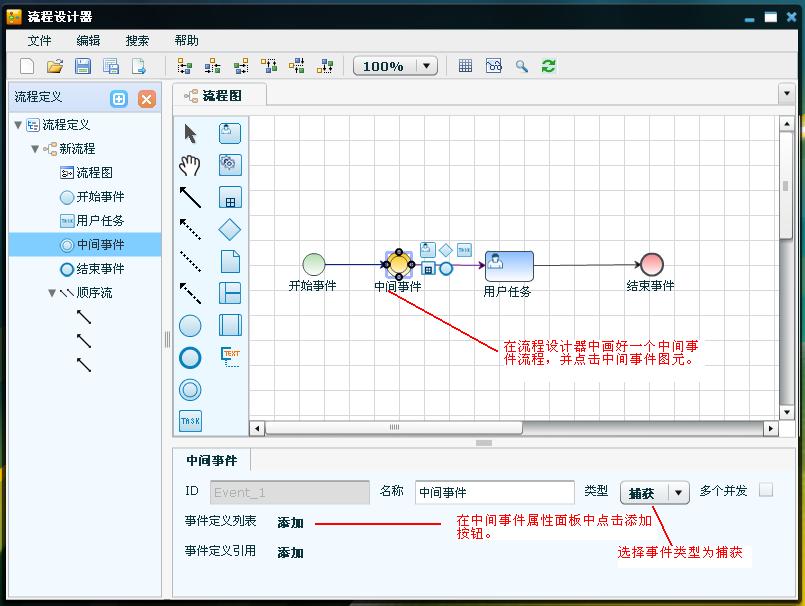 流程设计器
文件 编辑 搜索 帮助
100%
流程定义
流程图
流程定义
新流程
流程图
开始事件
用户任务
中间事件
结束事件
顺序流
TEXT
TASK
TASK
开始事件
中间事件
用户任务
结束事件
在流程设计器中画好一个中间事
件流程，并点击中间事件图元。
中间事件
ID Event_1 名称 中间事件 类型 捕获 多个并发
事件定义列表 添加
在中间事件属性面板中点击添加
按钮。
事件定义引用 添加
选择事件类型为捕获